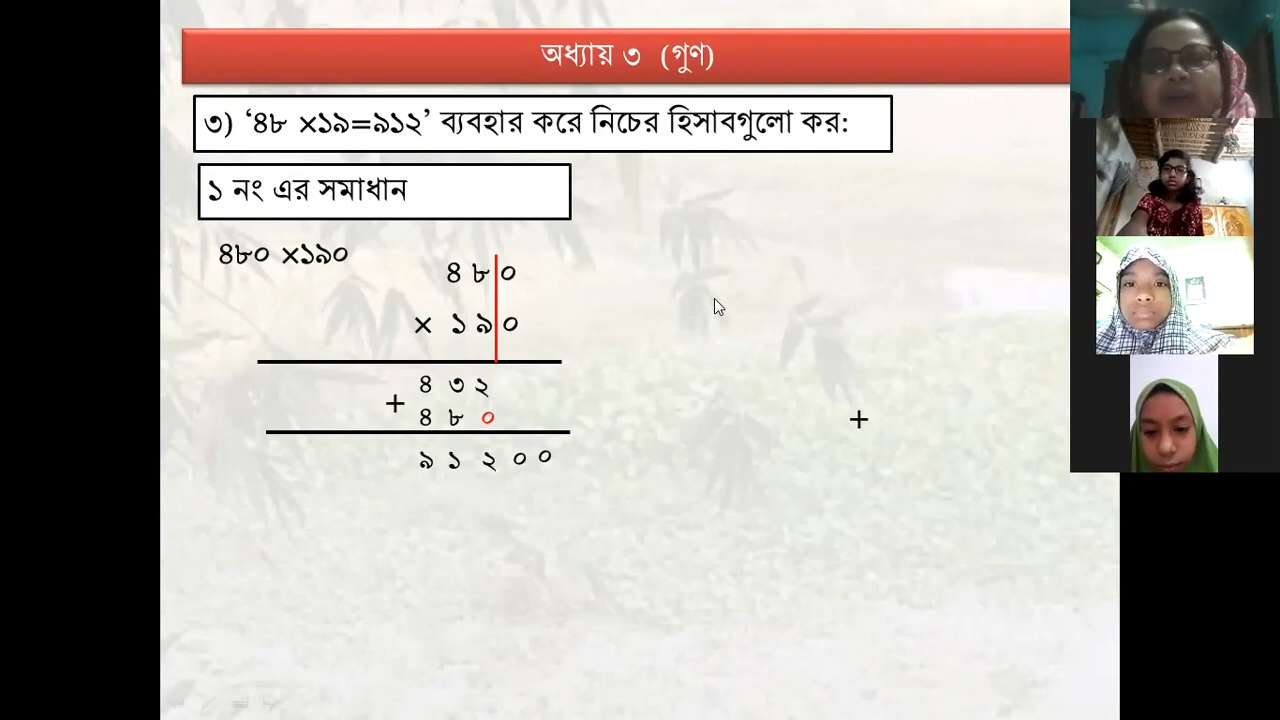 অধ্যায় ৩ (গুণ)
৩) ‘৪৮ ×১৯=৯১২’ ব্যবহার করে নিচের হিসাবগুলো কর:
১ নং এর সমাধান
৪৮০ ×১৯০
৪ ৮ ০
× ১ ৯ ০
৪ ৩ ২
+
৪ ৮ ০
+
৯ ১ ২ ০ ০